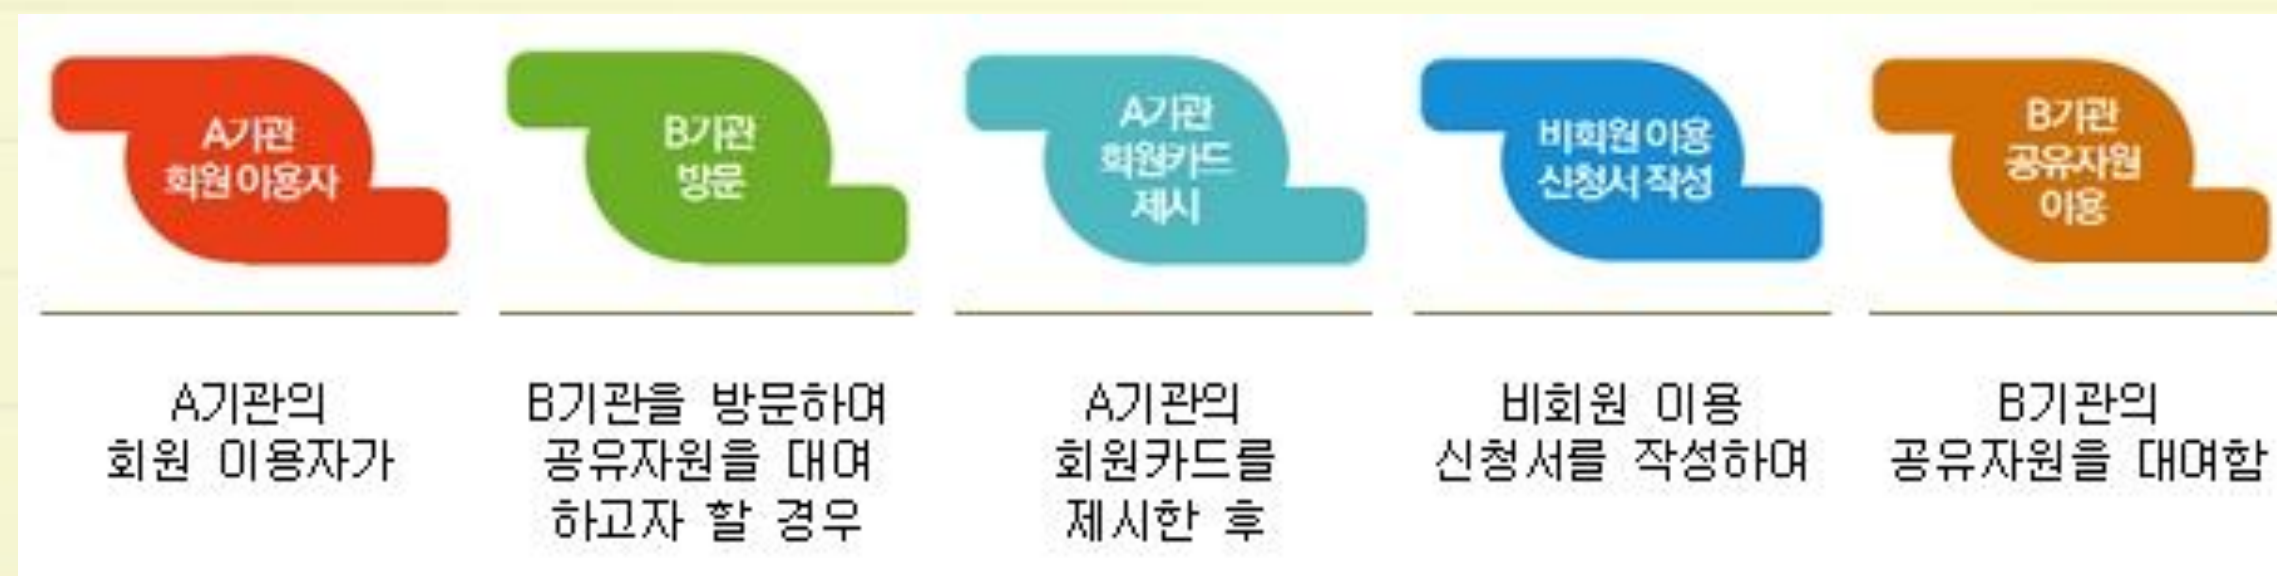 A기관
회원 이용자
B기관
방문
A기관
회원카드
제시
비회원 이용
신청서 작성
B기관
공유자원
이용
A기관의
회원 이용자가
B기관을 방문하여
공유자원을 대여
하고자 할 경우
A기관의
회원카드를
제시한 후
비회원 이용
신청서를 작성하여
B기관의
공유자원을 대여함